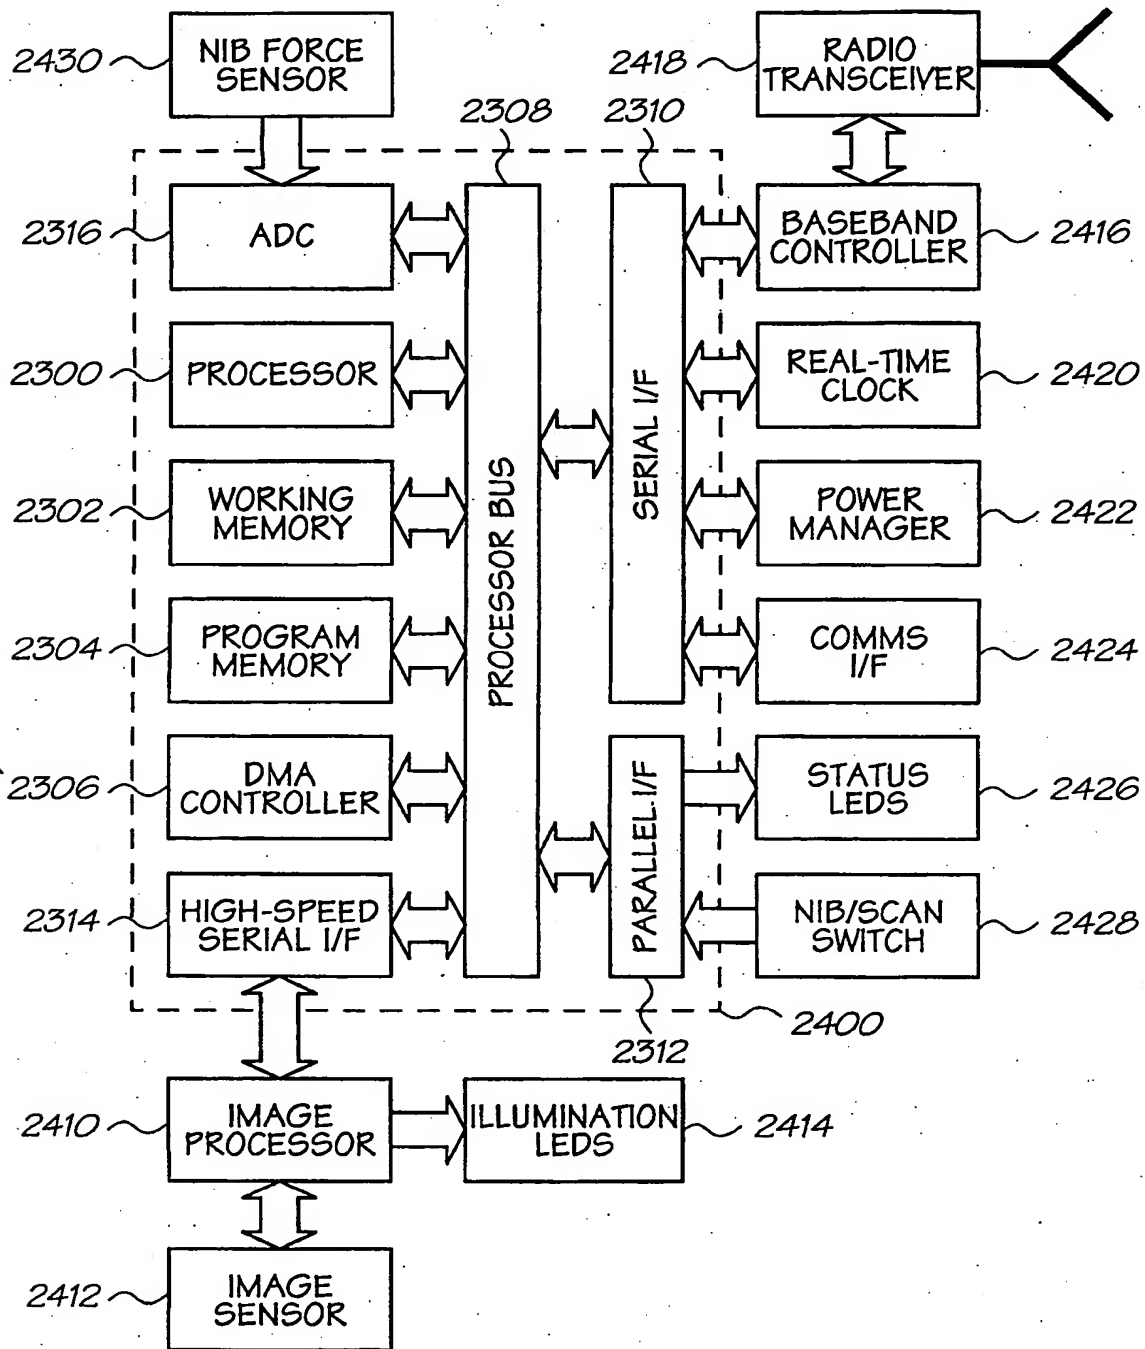 2430
NIB FORCE
SENSOR
2418
RADIO
TRANSCEIVER
2308
2310
2316
ADC
BASEBAND
CONTROLLER
2416
2300
PROCESSOR
REAL-TIME
CLOCK
2420
2302
WORKING
MEMORY
PROCESSOR BUS
SERIAL I/F
POWER
MANAGER
2422
2304
PROGRAM
MEMORY
COMMS
I/F
2424
2306
DMA
CONTROLLER
PARALLEL I/F
STATUS
LEDS
2426
2314
HIGH-SPEED
SERIAL I/F
NIB/SCAN
SWITCH
2428
2400
2312
2410
IMAGE
PROCESSOR
ILLUMINATION
LEDS
2414
2412
IMAGE
SENSOR